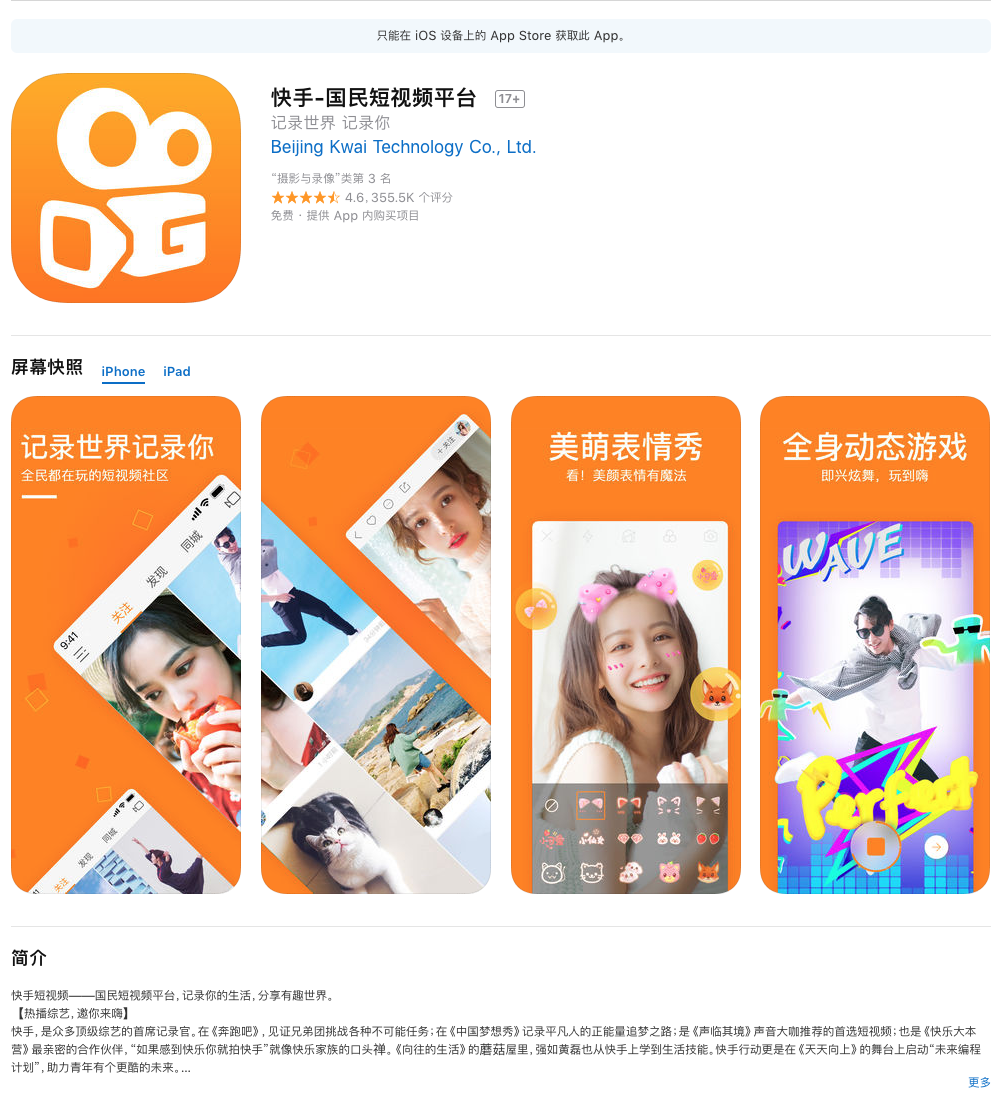 只能在 iOS 设备上的 App Store 获取此 App。
快手-国民短视频平台 17+
记录世界 记录你
Beijing Kwai Technology Co., Ltd.
“摄影与录像”类第 3 名
4.6, 355.5K 个评分
免费 · 提供 App 内购买项目
屏幕快照 iPhone iPad
记录世界记录你
全民都在玩的短视频社区
9:41
关注 发现 同城
关注 发现 同城
+ 关注
美萌表情秀
看！美颜表情有魔法
全身动态游戏
即兴炫舞，玩到嗨
WAVE
Perfect
简介
快手短视频——国民短视频平台, 记录你的生活, 分享有趣世界。
【热播综艺, 邀你来嗨】
快手, 是众多顶级综艺的首席记录官。在《奔跑吧》, 见证兄弟团挑战各种不可能任务; 在《中国梦想秀》记录平凡人的正能量追梦之路; 是《声临其境》声音大咖推荐的首选短视频; 也是《快乐大本
营》最亲密的合作伙伴, “如果感到快乐你就拍快手”就像快乐家族的口头禅。《向往的生活》的蘑菇屋里, 强如黄磊也从快手上学到生活技能。快手行动更是在《天天向上》的舞台上启动“未来编程
计划”, 助力青年有个更酷的未来。...
更多